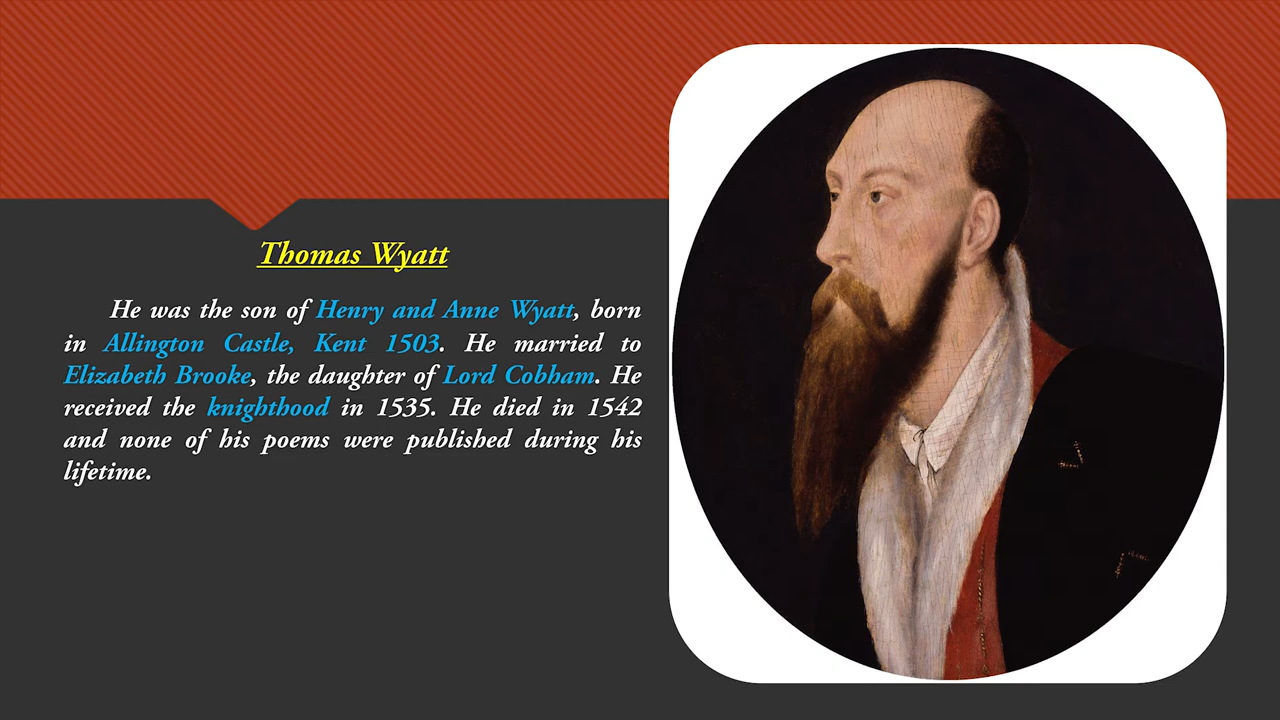 Thomas Wyatt
He was the son of Henry and Anne Wyatt, born
in Allington Castle, Kent 1503. He married to
Elizabeth Brooke, the daughter of Lord Cobham. He
received the knighthood in 1535. He died in 1542
and none of his poems were published during his
lifetime.